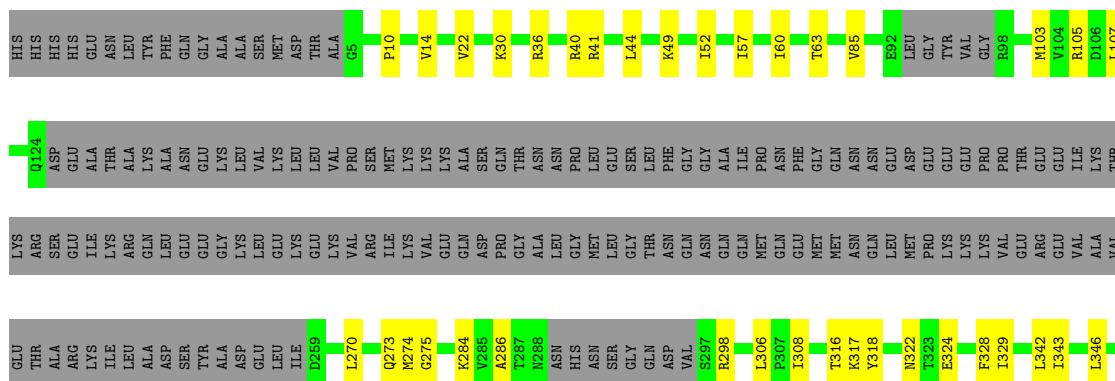 HIS HIS HIS HIS GLU ASN LEU TYR PHE GLN GLY ALA ALA SER MET ASP THR ALA G5 P10 V14 V22 K30 R36 R40 R41 L44 K49 I52 I57 I60 T63 V85 E92 LEU GLY TYR VAL GLY R98 M103 V104 R105 D106 L107
Q124 ASP GLU ALA THR ALA LYS ALA ASN GLU LYS LEU VAL LYS LEU LEU VAL PRO SER MET LYS LYS LYS ALA SER GLN THR ASN ASN PRO LEU GLU SER LEU PHE GLY GLY ALA ILE PRO ASN PHE GLY GLN ASN ASN GLU ASP GLU GLU GLU PRO PRO THR GLU GLU ILE LYS THR
LYS ARG SER GLU ILE LYS ARG GLN LEU GLU GLU GLY LYS LEU GLU LYS GLU LYS VAL ARG ILE LYS VAL GLU GLN ASP PRO GLY ALA LEU GLY MET LEU GLY THR ASN GLN ASN GLN GLN MET GLN GLU MET MET ASN GLN LEU MET PRO LYS LYS LYS VAL GLU ARG GLU VAL ALA VAL
GLU THR ALA ARG LYS ILE LEU ALA ASP SER TYR ALA ASP GLU LEU ILE D259 L270 Q273 M274 G275 K284 V285 A286 T287 N288 ASN HIS ASN SER GLY GLN ASP VAL S297 R298 L306 P307 I308 T316 K317 Y318 N322 T323 E324 F328 I329 L342 I343 L346